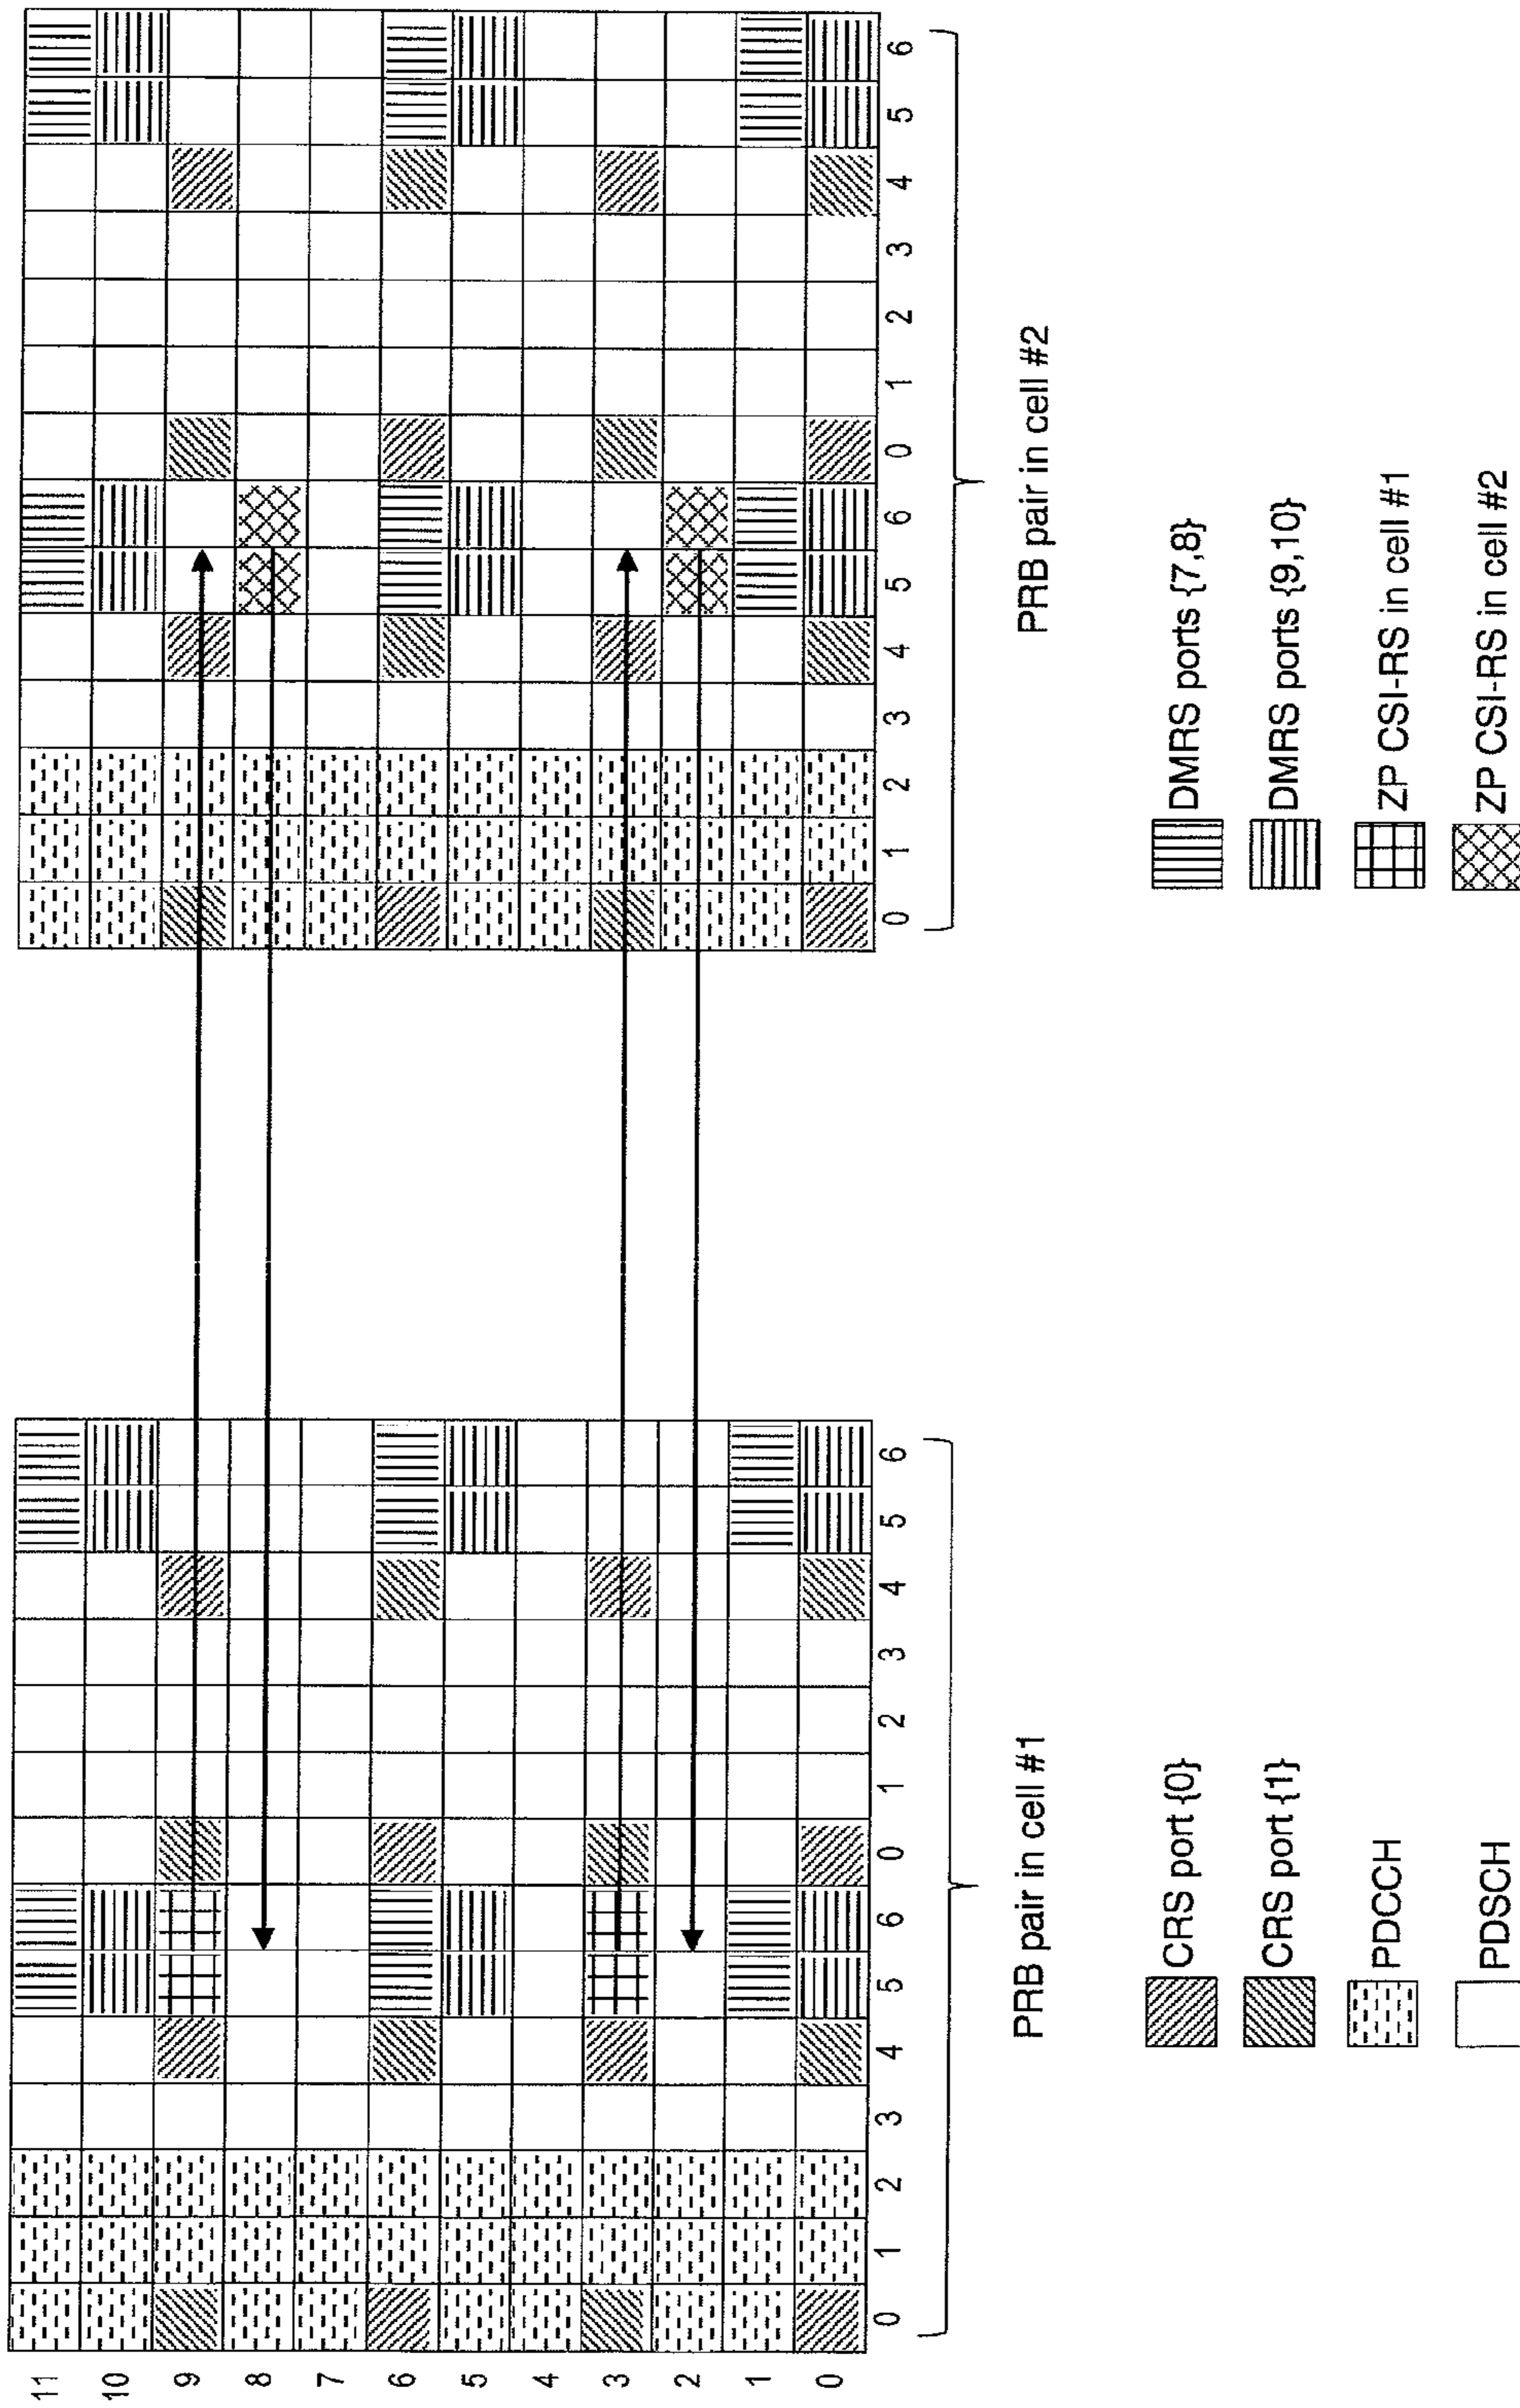 11
10
9
8
7
6
5
4
3
2
1
0
0 1 2 3 4 5 6 0 1 2 3 4 5 6
0 1 2 3 4 5 6 0 1 2 3 4 5 6
PRB pair in cell #1
PRB pair in cell #2
CRS port {0}
CRS port {1}
PDCCH
PDSCH
DMRS ports {7,8}
DMRS ports {9,10}
ZP CSI-RS in cell #1
ZP CSI-RS in cell #2